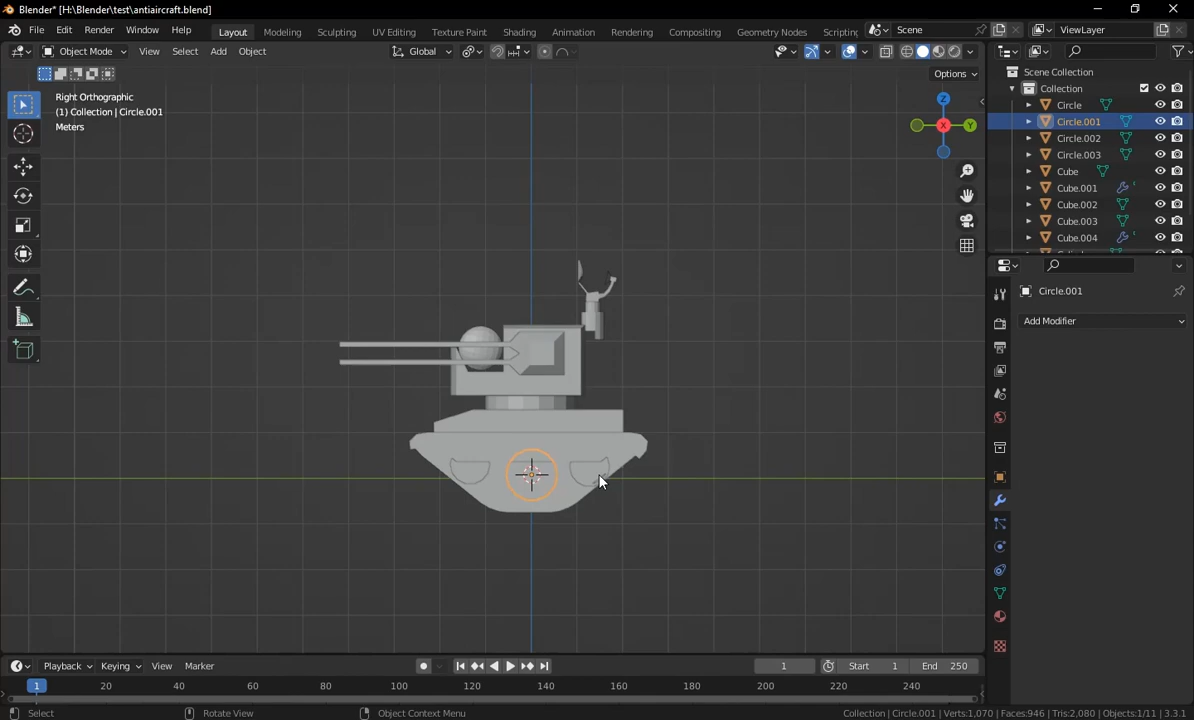 Blender* [H:\Blender\test\antiaircraft.blend]
File Edit Render Window Help Layout Modeling Sculpting UV Editing Texture Paint Shading Animation Rendering Compositing Geometry Nodes Scripting Scene ViewLayer
Object Mode View Select Add Object Global
Options
Right Orthographic
(1) Collection | Circle.001
Meters
Z
X
Y
Scene Collection
Collection
Circle
Circle.001
Circle.002
Circle.003
Cube
Cube.001
Cube.002
Cube.003
Cube.004
Circle.001
Add Modifier
Playback Keying View Marker 1 Start 1 End 250
1 20 40 60 80 100 120 140 160 180 200 220 240
Select Rotate View Object Context Menu Collection | Circle.001 | Verts:1,070 | Faces:946 | Tris:2,080 | Objects:1/11 | 3.3.1